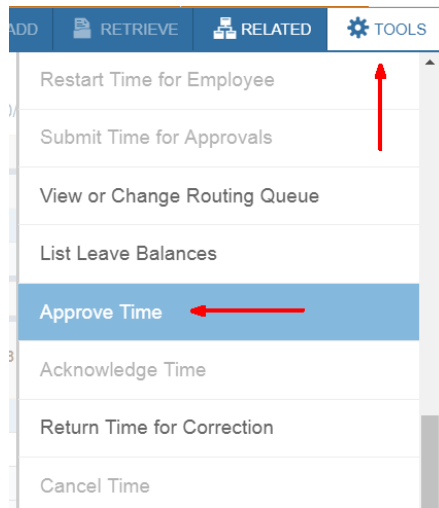 ADD RETRIEVE RELATED TOOLS
Restart Time for Employee
Submit Time for Approvals
View or Change Routing Queue
List Leave Balances
Approve Time
Acknowledge Time
Return Time for Correction
Cancel Time